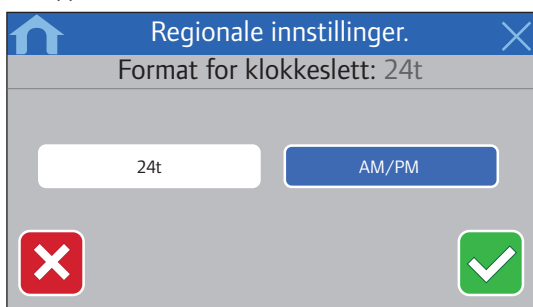 Regionale innstillinger.
Format for klokkeslett: 24t
24t
AM/PM